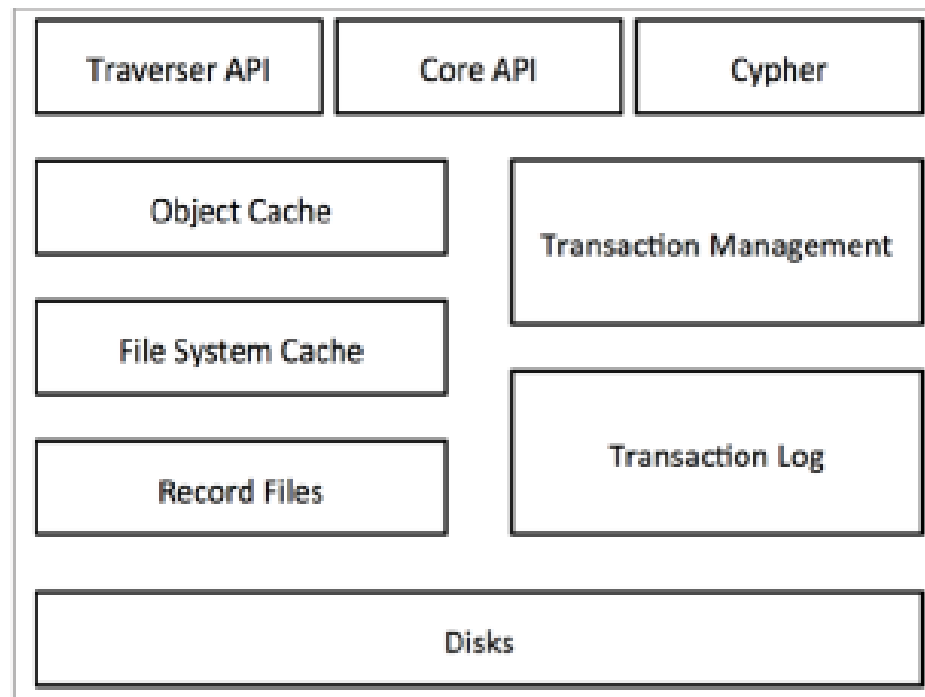 Traverser API
Core API
Cypher
Object Cache
Transaction Management
File System Cache
Transaction Log
Record Files
Disks